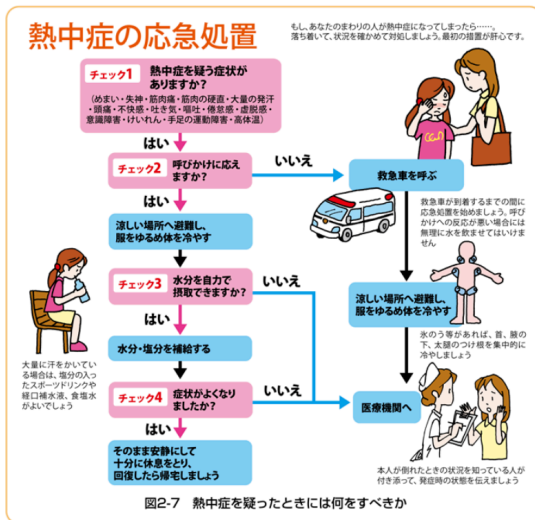 熱中症の応急処置
もし、あなたのまわりの人が熱中症になってしまったら……。
落ち着いて、状況を確かめて対処しましょう。最初の措置が肝心です。
チェック1
熱中症を疑う症状が
ありますか?
(めまい・失神・筋肉痛・筋肉の硬直・大量の発汗
・頭痛・不快感・吐き気・嘔吐・倦怠感・虚脱感・
意識障害・けいれん・手足の運動障害・高体温)
はい
チェック2
呼びかけに応え
ますか?
いいえ
救急車を呼ぶ
救急車が到着するまでの間に
応急処置を始めましょう。呼び
かけへの反応が悪い場合には
無理に水を飲ませてはいけま
せん
はい
涼しい場所へ避難し、
服をゆるめ体を冷やす
チェック3
水分を自力で
摂取できますか?
いいえ
涼しい場所へ避難し、
服をゆるめ体を冷やす
氷のう等があれば、首、腋の
下、太腿のつけ根を集中的に
冷やしましょう
はい
大量に汗をかいている
場合は、塩分の入っ
たスポーツドリンクや
経口補水液、食塩水
がよいでしょう
水分・塩分を補給する
チェック4
症状がよくなり
ましたか?
いいえ
医療機関へ
はい
そのまま安静にして
十分に休息をとり、
回復したら帰宅しましょう
本人が倒れたときの状況を知っている人が
付き添って、発症時の状態を伝えましょう
図2-7 熱中症を疑ったときには何をすべきか